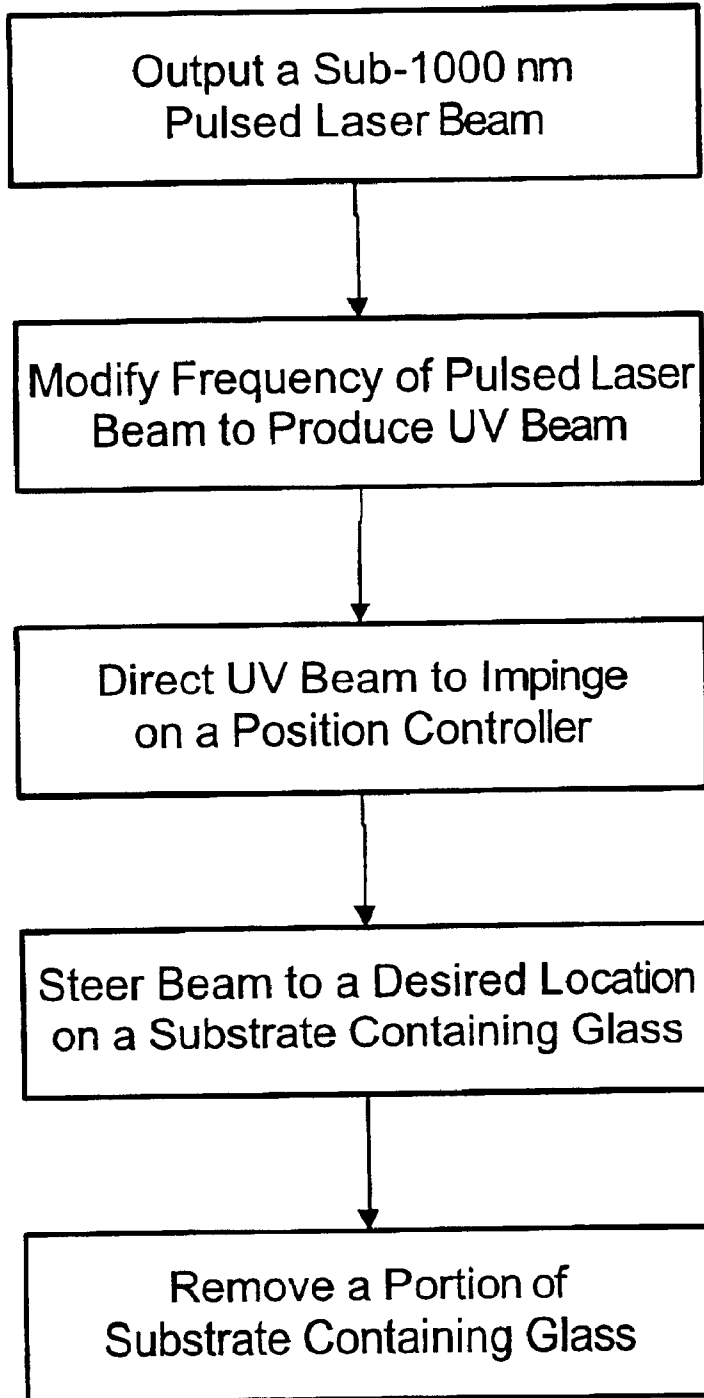 Output a Sub-1000 nm
Pulsed Laser Beam
Modify Frequency of Pulsed Laser
Beam to Produce UV Beam
Direct UV Beam to Impinge
on a Position Controller
Steer Beam to a Desired Location
on a Substrate Containing Glass
Remove a Portion of
Substrate Containing Glass